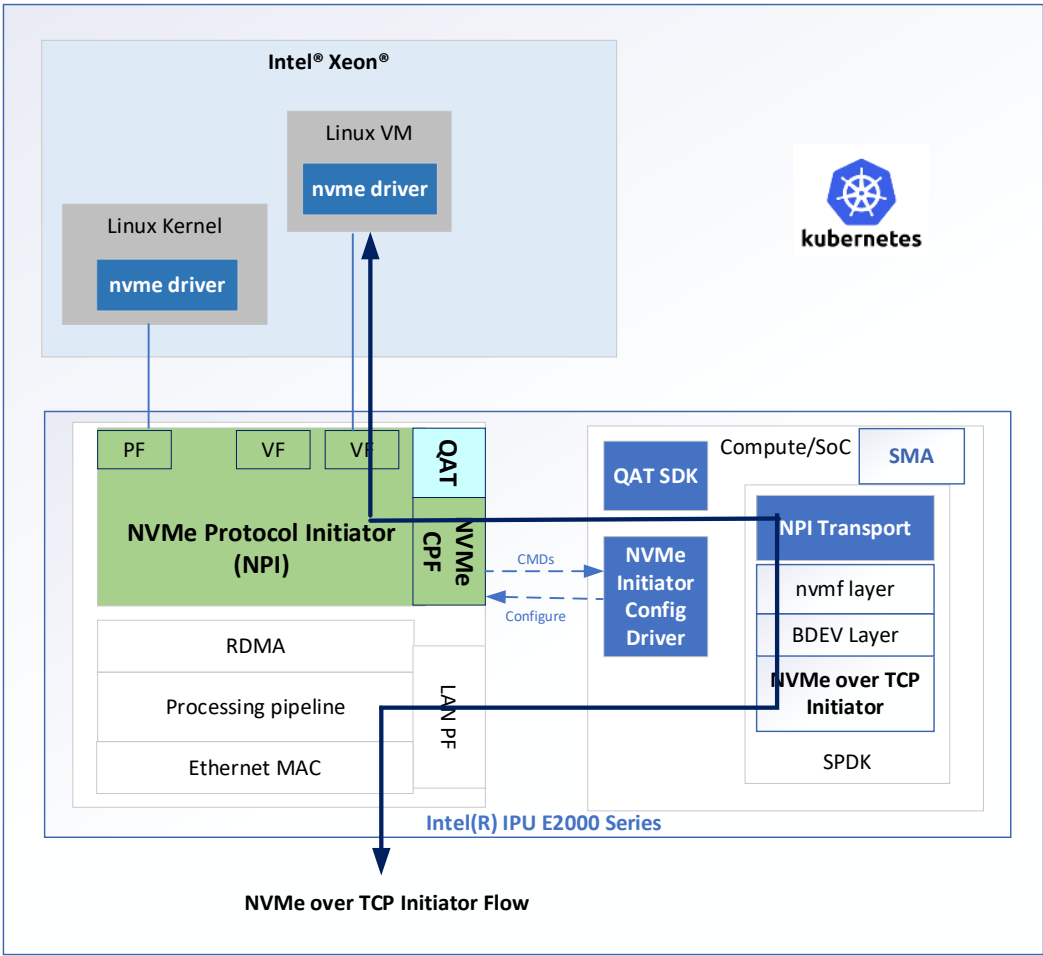 Intel® Xeon®
Linux VM
nvme driver
Linux Kernel
nvme driver
kubernetes
PF
VF
VF
QAT
NVMe Protocol Initiator
(NPI)
NVMe
CPF
CMDs
Configure
RDMA
Processing pipeline
Ethernet MAC
LAN PF
QAT SDK
NVMe
Initiator
Config
Driver
Compute/SoC
SMA
NPI Transport
nvmf layer
BDEV Layer
NVMe over TCP
Initiator
SPDK
Intel(R) IPU E2000 Series
NVMe over TCP Initiator Flow